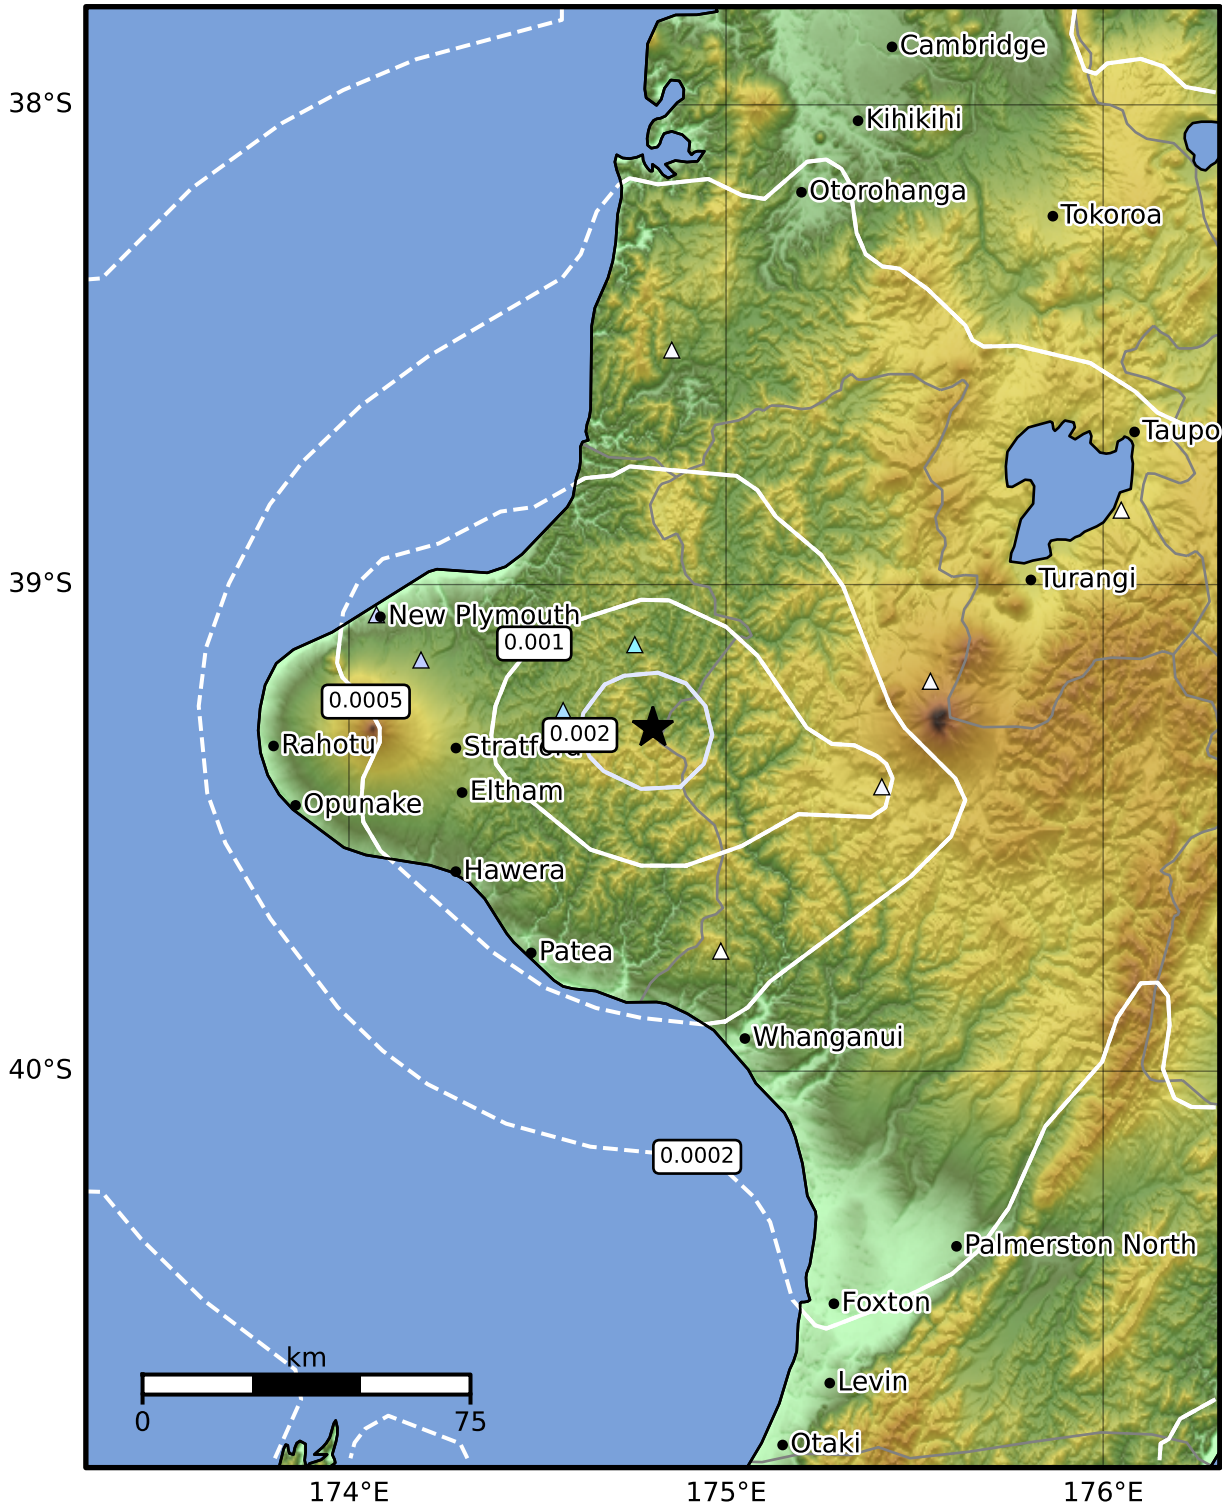 Cambridge
38°S
Kihikihi
Otorohanga
Tokoroa
Taupo
39°S
Turangi
New Plymouth
0.001
0.0005
0.002
Rahotu
Stratford
Eltham
Opunake
Hawera
Patea
Whanganui
40°S
0.0002
Palmerston North
Foxton
km
Levin
0 75
Otaki
174°E 175°E 176°E